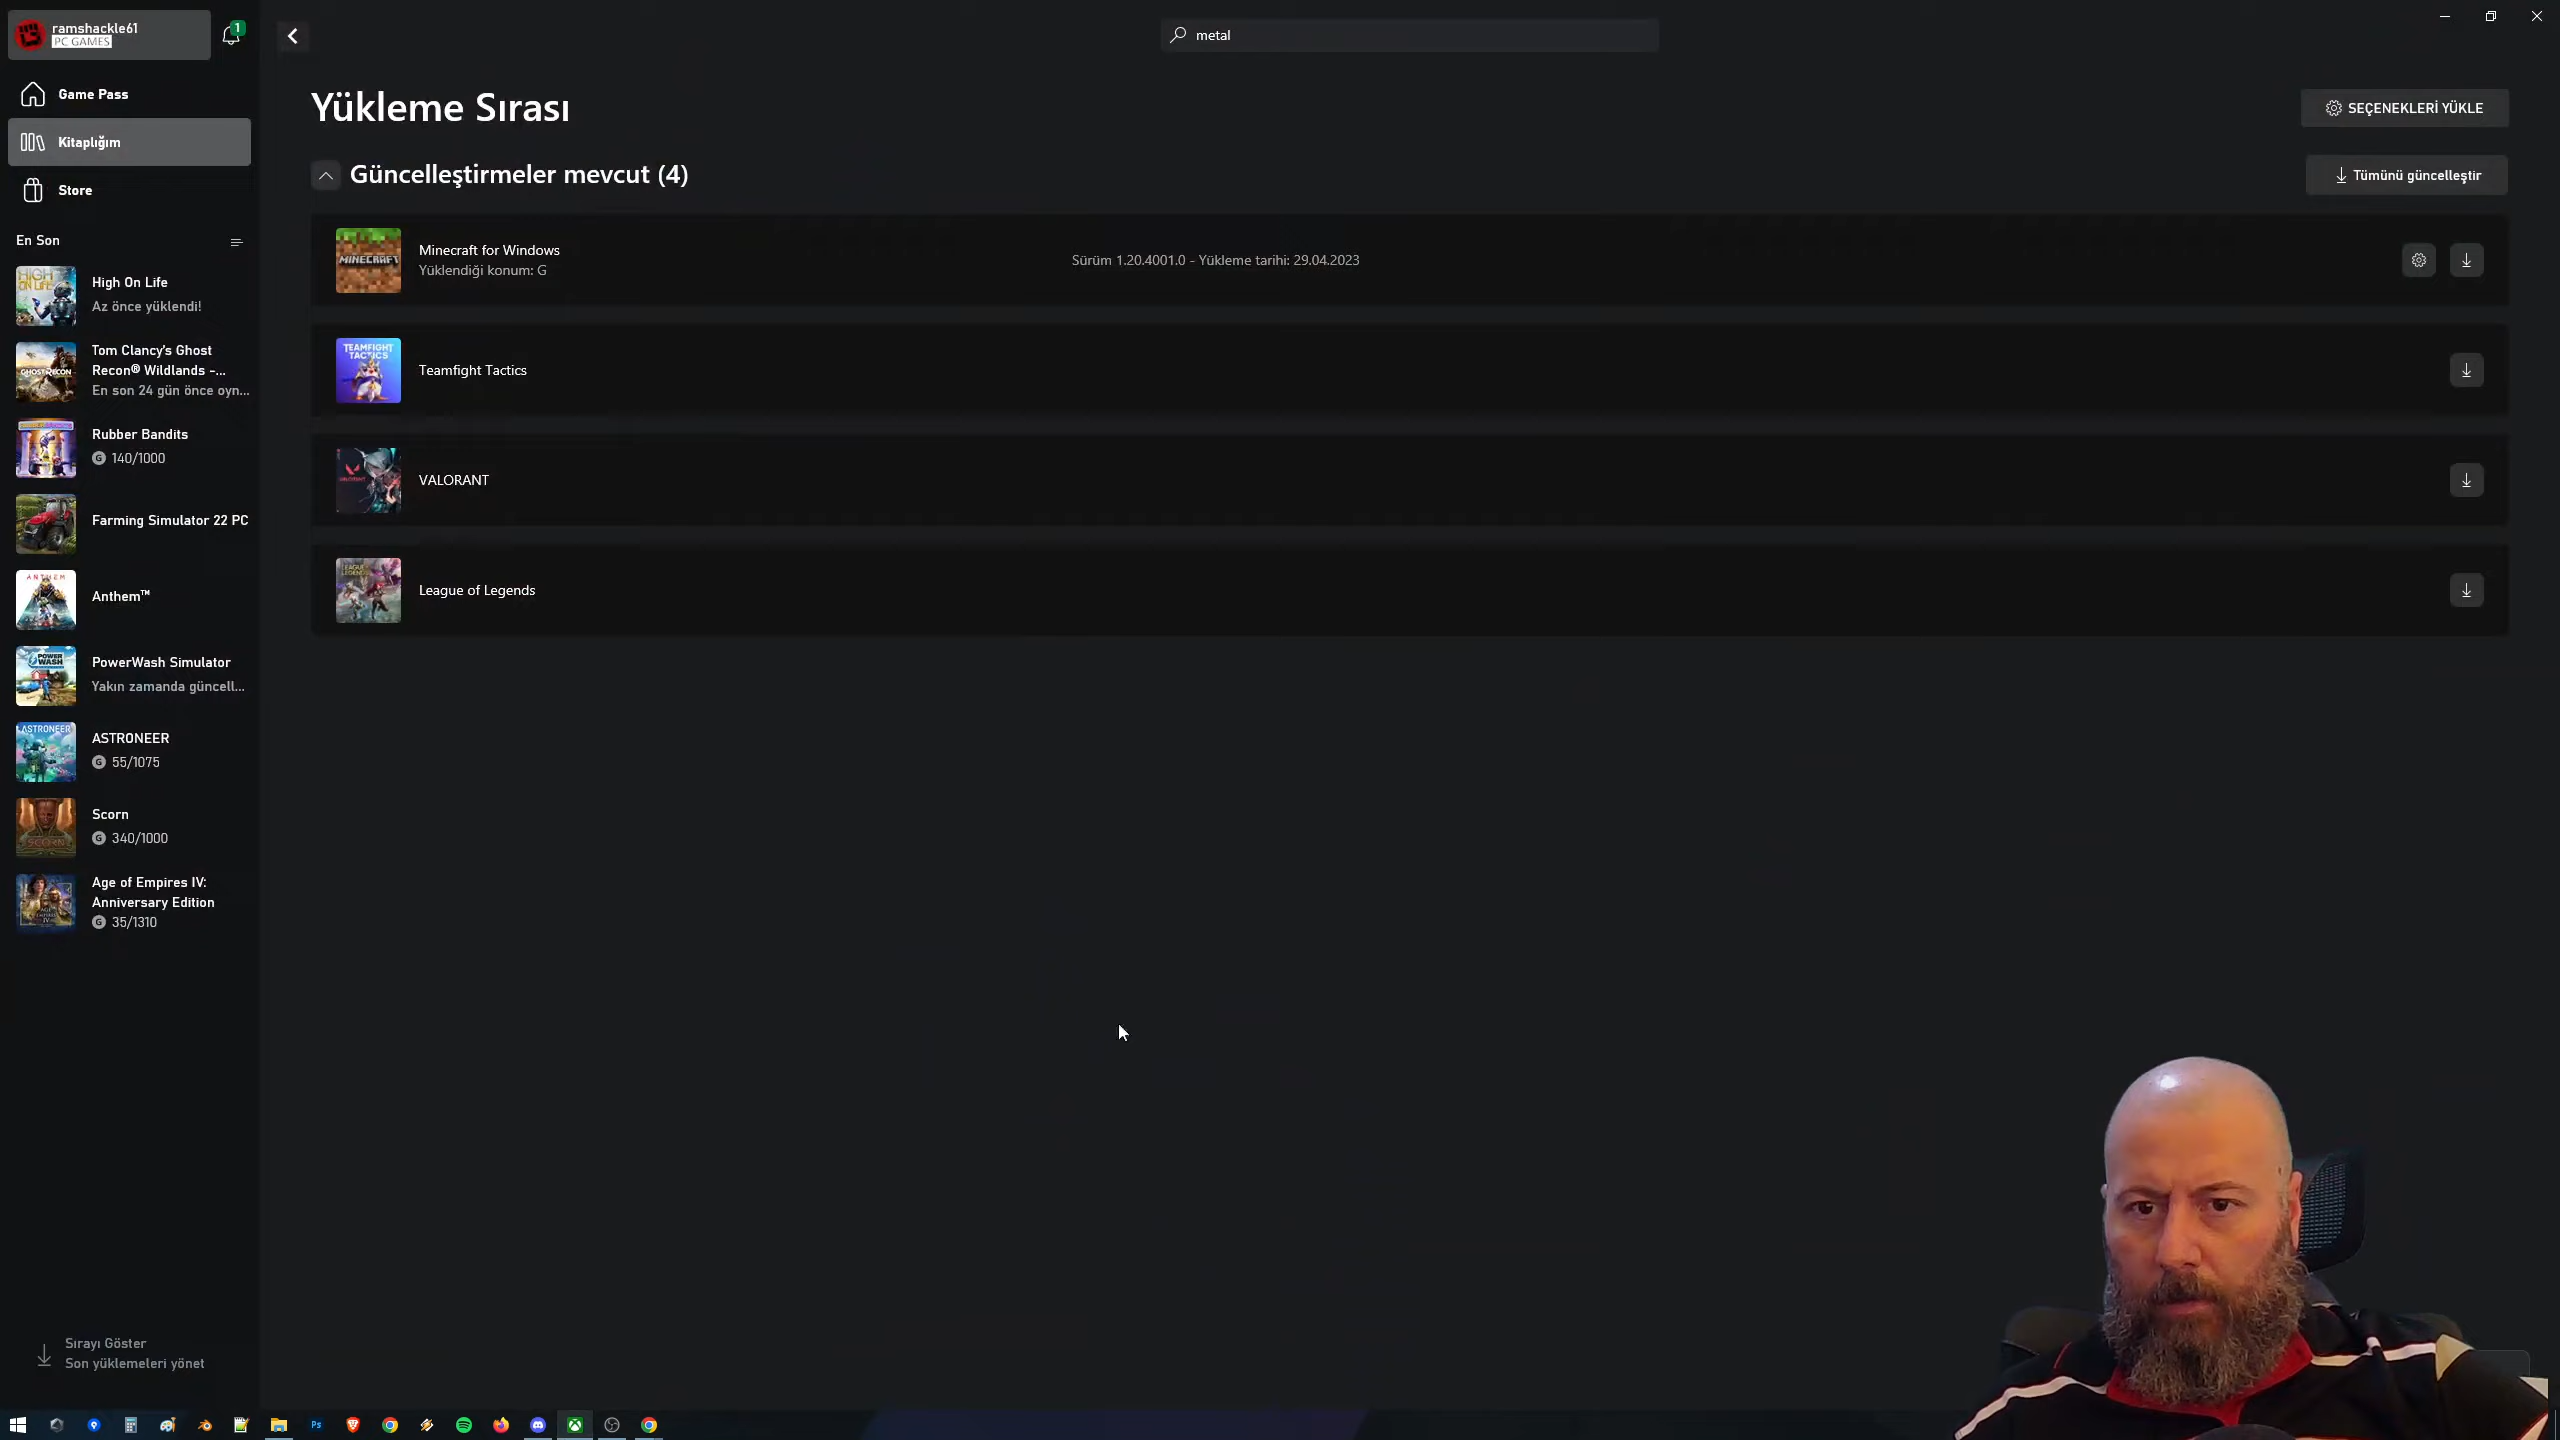 ramshackle61
PC GAMES
1
metal
Game Pass
Kitaplığım
Store
En Son
High On Life
Az önce yüklendi!
Tom Clancy's Ghost
Recon® Wildlands -...
En son 24 gün önce oyn...
Rubber Bandits
140/1000
Farming Simulator 22 PC
Anthem™
PowerWash Simulator
Yakın zamanda güncell...
ASTRONEER
55/1075
Scorn
340/1000
Age of Empires IV:
Anniversary Edition
35/1310
Sırayı Göster
Son yüklemeleri yönet
Yükleme Sırası
SEÇENEKLERİ YÜKLE
Güncelleştirmeler mevcut (4)
Tümünü güncelleştir
MINECRAFT
Minecraft for Windows
Yüklendiği konum: G
Sürüm 1.20.4001.0 - Yükleme tarihi: 29.04.2023
TEAMFIGHT
TACTICS
Teamfight Tactics
VALORANT
League of Legends
Ps